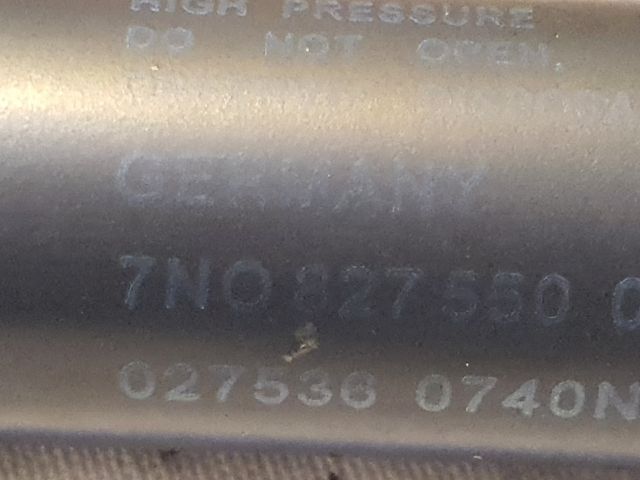 HIGH PRESSURE
DO NOT OPEN.
GERMANY
7N0 827 550
027536 0740N